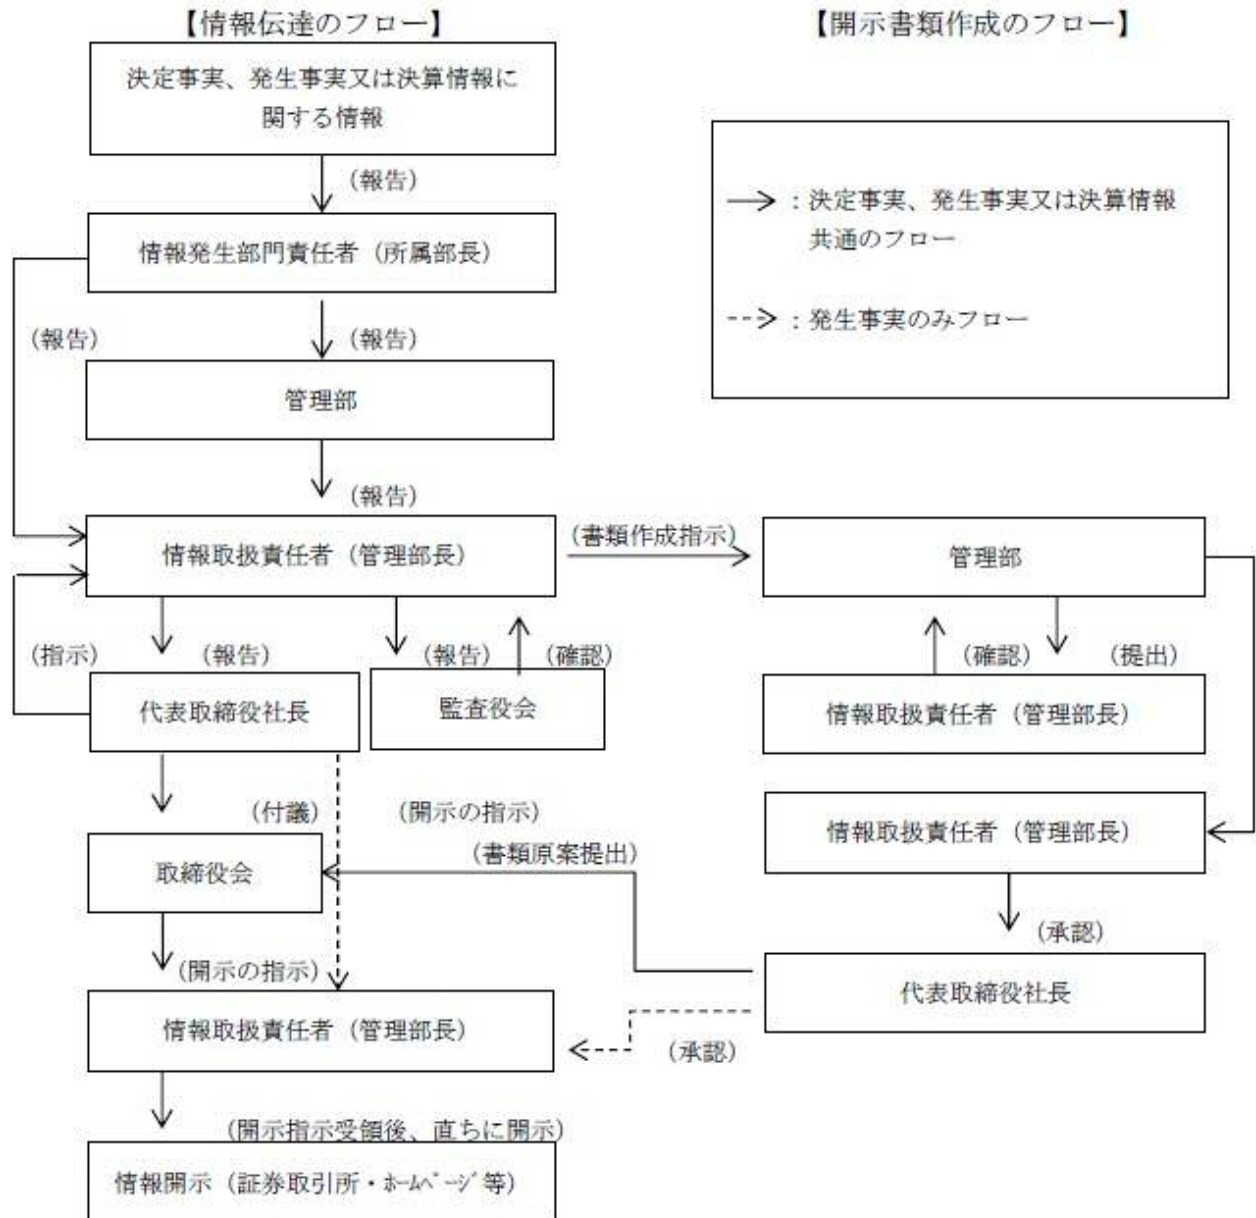 【情報伝達のフロー】
【開示書類作成のフロー】
決定事実、発生事実又は決算情報に
関する情報
(報告)
→ : 決定事実、発生事実又は決算情報
共通のフロー
--> : 発生事実のみフロー
情報発生部門責任者（所属部長）
(報告)
(報告)
管理部
(報告)
情報取扱責任者（管理部長）
(書類作成指示)
管理部
(指示)
(報告)
(報告)
(確認)
(確認)
(提出)
代表取締役社長
監査役会
情報取扱責任者（管理部長）
(付議)
(開示の指示)
(書類原案提出)
情報取扱責任者（管理部長）
取締役会
(承認)
(開示の指示)
代表取締役社長
情報取扱責任者（管理部長）
(承認)
(開示指示受領後、直ちに開示)
情報開示（証券取引所・ﾎｰﾑﾍﾟｰｼﾞ等）